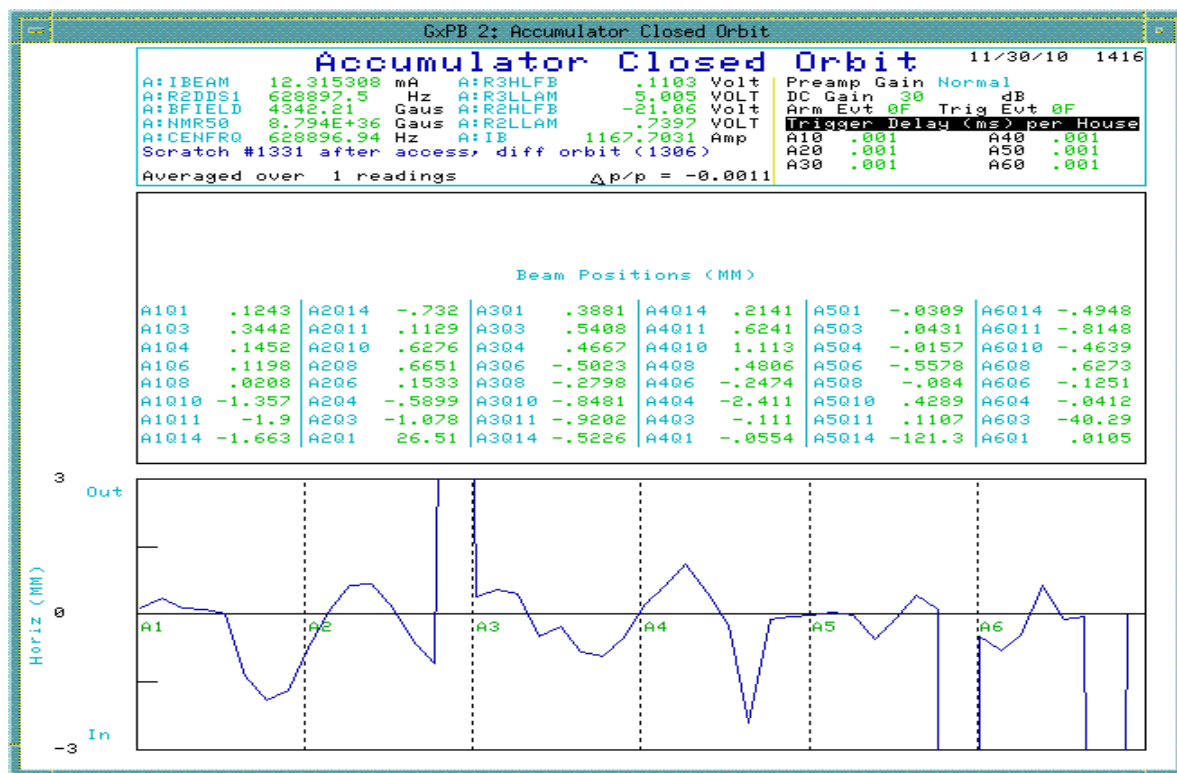 GxPB 2: Accumulator Closed Orbit
Accumulator Closed Orbit 11/30/10 1416
A:IBEAM 12.315308 mA A:R3HLFB .1103 Volt Preamp Gain Normal
A:R2DDS1 628897.5 Hz A:R3LLAM 5.005 VOLT DC Gain 30 dB
A:BFIELD 4342.21 Gaus A:R2HLFB -21.06 Volt Arm Evt 0F Trig Evt 0F
A:NMR50 8.794E+36 Gaus A:R2LLAM .7397 VOLT Trigger Delay (ms) per House
A:CENFRQ 628896.94 Hz A:IB 1167.7031 Amp A10 .001 A40 .001
Scratch #1331 after access, diff orbit (1306) A20 .001 A50 .001
Averaged over 1 readings Δp/p = -0.0011 A30 .001 A60 .001
Beam Positions (MM)
A1Q1 .1243 A2Q14 -.732 A3Q1 .3881 A4Q14 .2141 A5Q1 -.0309 A6Q14 -.4948
A1Q3 .3442 A2Q11 .1129 A3Q3 .5408 A4Q11 .6241 A5Q3 .0431 A6Q11 -.8148
A1Q4 .1452 A2Q10 .6276 A3Q4 .4667 A4Q10 1.113 A5Q4 -.0157 A6Q10 -.4639
A1Q6 .1198 A2Q8 .6651 A3Q6 -.5023 A4Q8 .4806 A5Q6 -.5578 A6Q8 .6273
A1Q8 .0208 A2Q6 .1533 A3Q8 -.2798 A4Q6 -.2474 A5Q8 -.084 A6Q6 -.1251
A1Q10 -1.357 A2Q4 -.5899 A3Q10 -.8481 A4Q4 -2.411 A5Q10 .4289 A6Q4 -.0412
A1Q11 -1.9 A2Q3 -1.078 A3Q11 -.9202 A4Q3 -.111 A5Q11 .1107 A6Q3 -40.29
A1Q14 -1.663 A2Q1 26.51 A3Q14 -.5226 A4Q1 -.0554 A5Q14 -121.3 A6Q1 .0105
3
Out
Horiz (MM)
0
A1 A2 A3 A4 A5 A6
In
-3